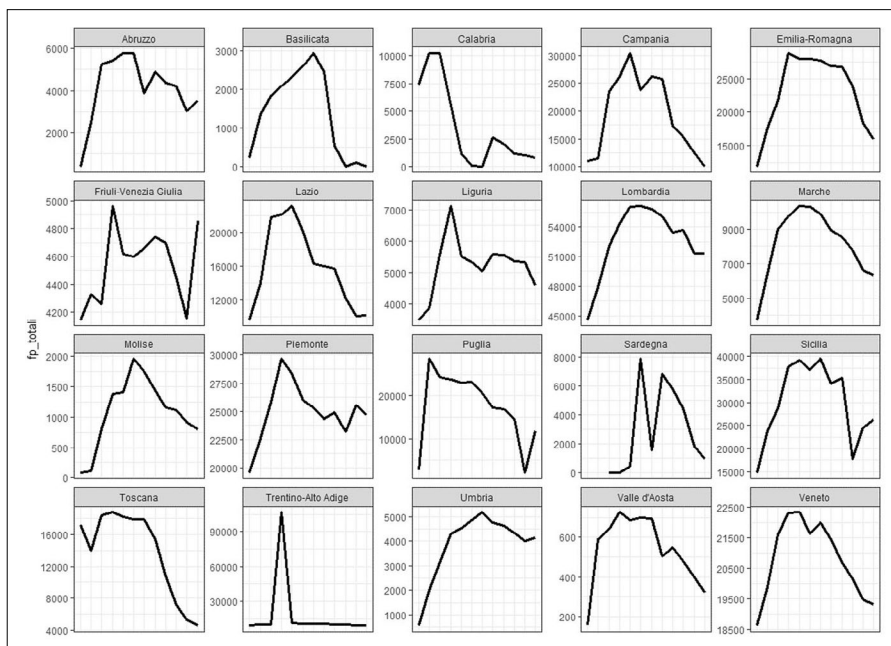 Abruzzo Basilicata Calabria Campania Emilia-Romagna
6000 3000 10000 30000
25000
4000 2000 7500 25000
5000 20000 20000
2000 1000 2500 15000 15000
0 0 10000
Friuli-Venezia Giulia Lazio Liguria Lombardia Marche
5000 7000
4800 20000 6000 54000 9000
4600 16000 5000 51000 7000
4400 48000
4200 12000 4000 45000 5000
fp_totali
Molise Piemonte Puglia Sardegna Sicilia
2000 30000 8000 40000
1500 27500 20000 6000 35000
1000 25000 4000 30000
500 22500 10000 2000 25000
20000
0 20000 0 15000
Toscana Trentino-Alto Adige Umbria Valle d'Aosta Veneto
16000 90000 5000 22500
4000 600 21500
12000 60000 3000 20500
8000 2000 400 19500
30000 1000 200
4000 18500